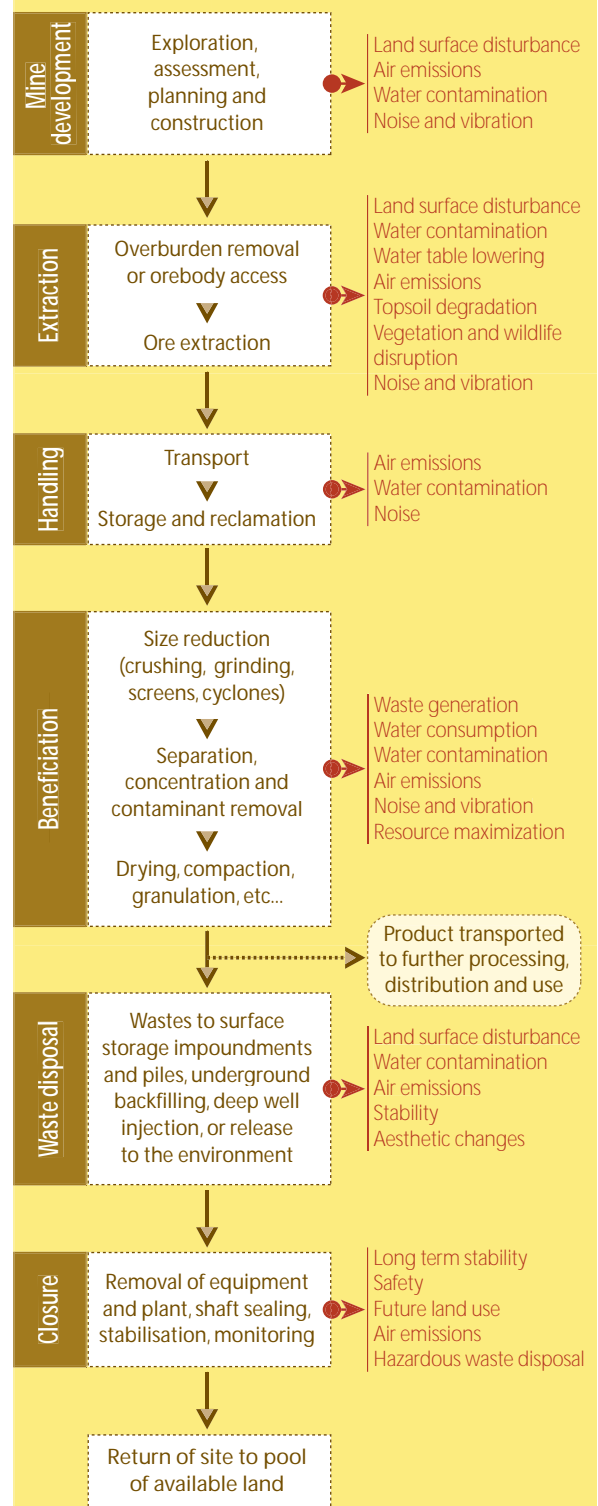 Mine
development
Exploration,
assessment,
planning and
construction
Land surface disturbance
Air emissions
Water contamination
Noise and vibration
Extraction
Overburden removal
or orebody access
Ore extraction
Land surface disturbance
Water contamination
Water table lowering
Air emissions
Topsoil degradation
Vegetation and wildlife
disruption
Noise and vibration
Handling
Transport
Storage and reclamation
Air emissions
Water contamination
Noise
Beneficiation
Size reduction
(crushing, grinding,
screens, cyclones)
Separation,
concentration and
contaminant removal
Drying, compaction,
granulation, etc...
Waste generation
Water consumption
Water contamination
Air emissions
Noise and vibration
Resource maximization
Product transported
to further processing,
distribution and use
Waste disposal
Wastes to surface
storage impoundments
and piles, underground
backfilling, deep well
injection, or release
to the environment
Land surface disturbance
Water contamination
Air emissions
Stability
Aesthetic changes
Closure
Removal of equipment
and plant, shaft sealing,
stabilisation, monitoring
Long term stability
Safety
Future land use
Air emissions
Hazardous waste disposal
Return of site to pool
of available land